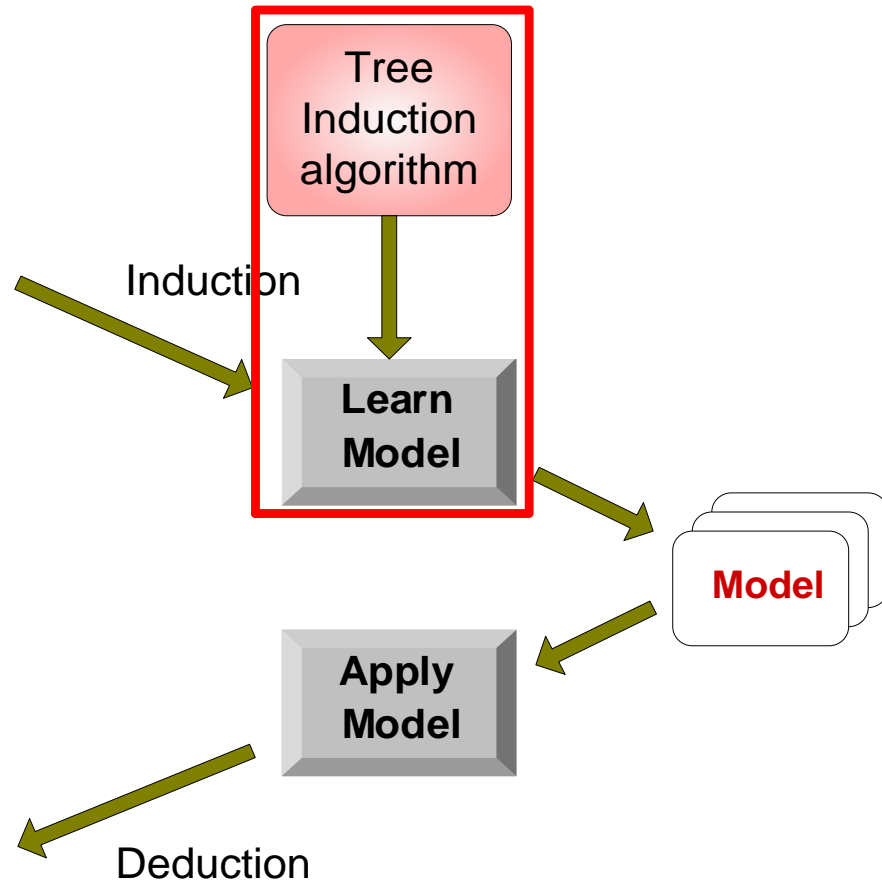 Tree
Induction
algorithm
Induction
Learn
Model
Model
Apply
Model
Deduction